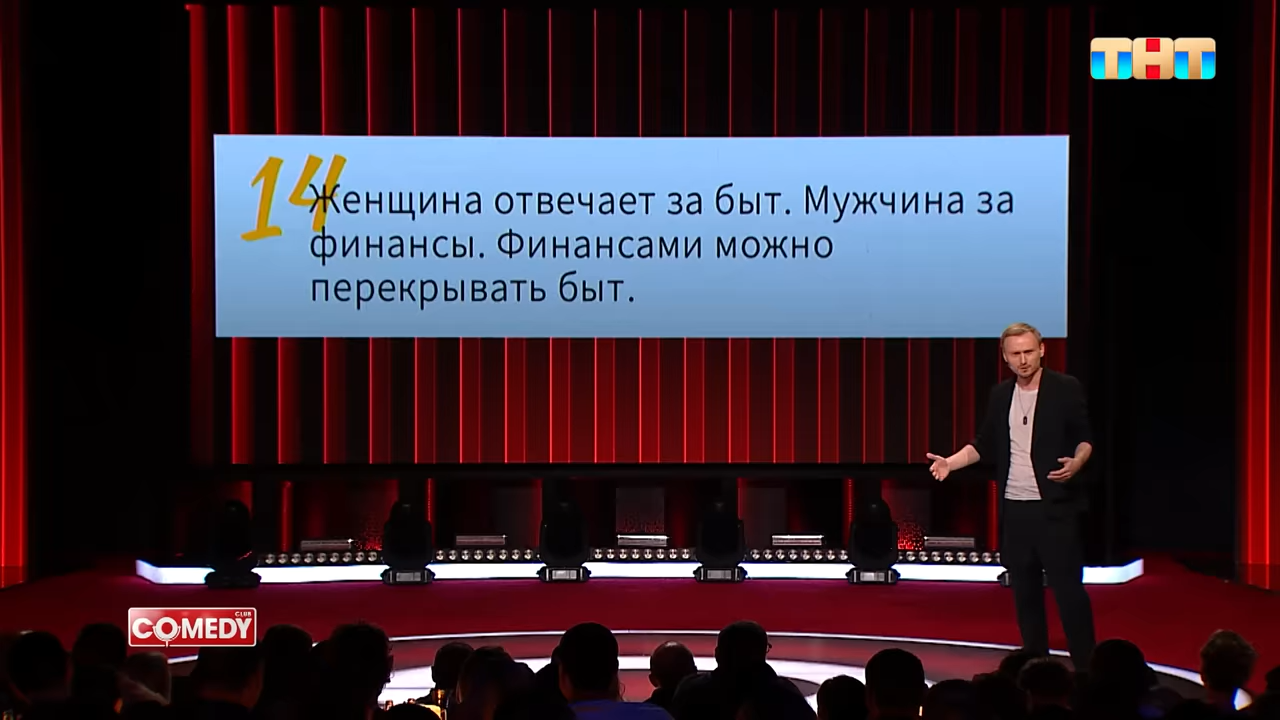 ТНТ
14
Женщина отвечает за быт. Мужчина за
финансы. Финансами можно
перекрывать быт.
CLUB
COMEDY